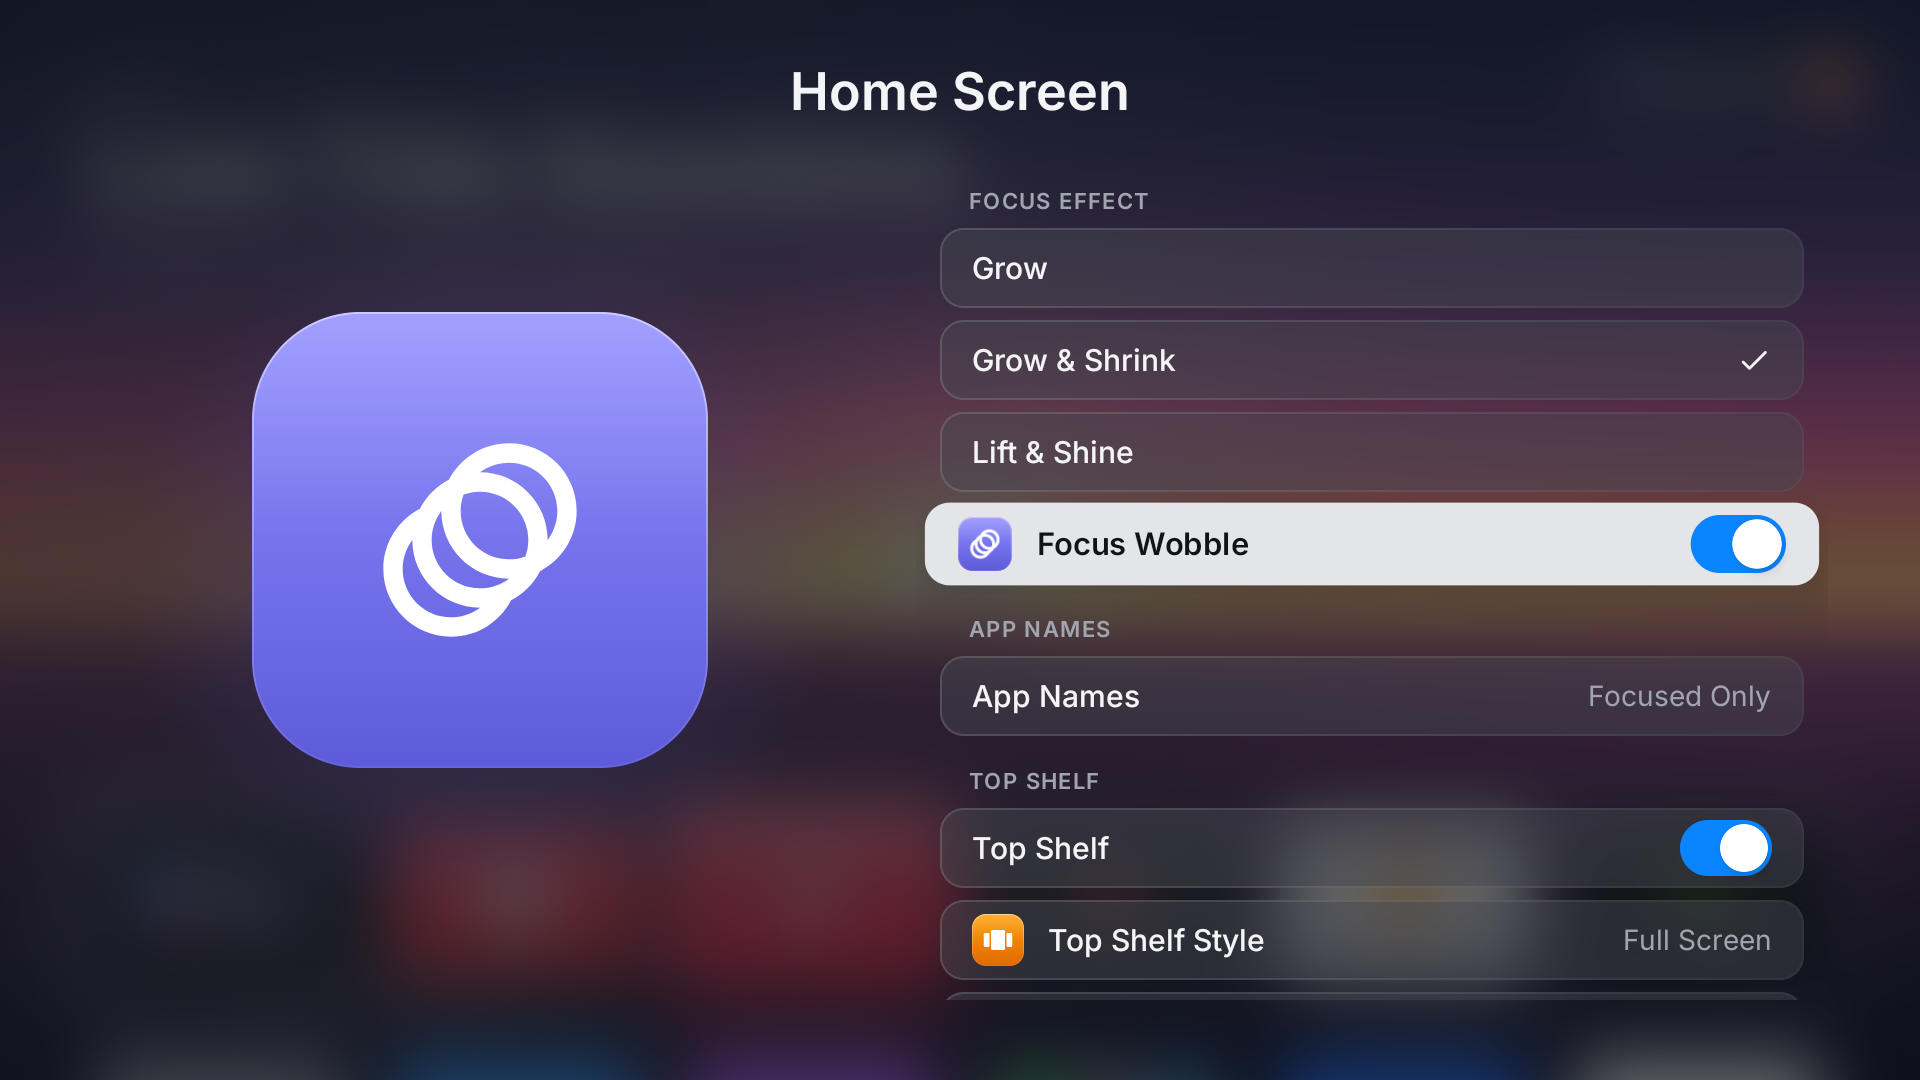 Home Screen
FOCUS EFFECT
Grow
Grow & Shrink
Lift & Shine
Focus Wobble
APP NAMES
App Names Focused Only
TOP SHELF
Top Shelf
Top Shelf Style Full Screen